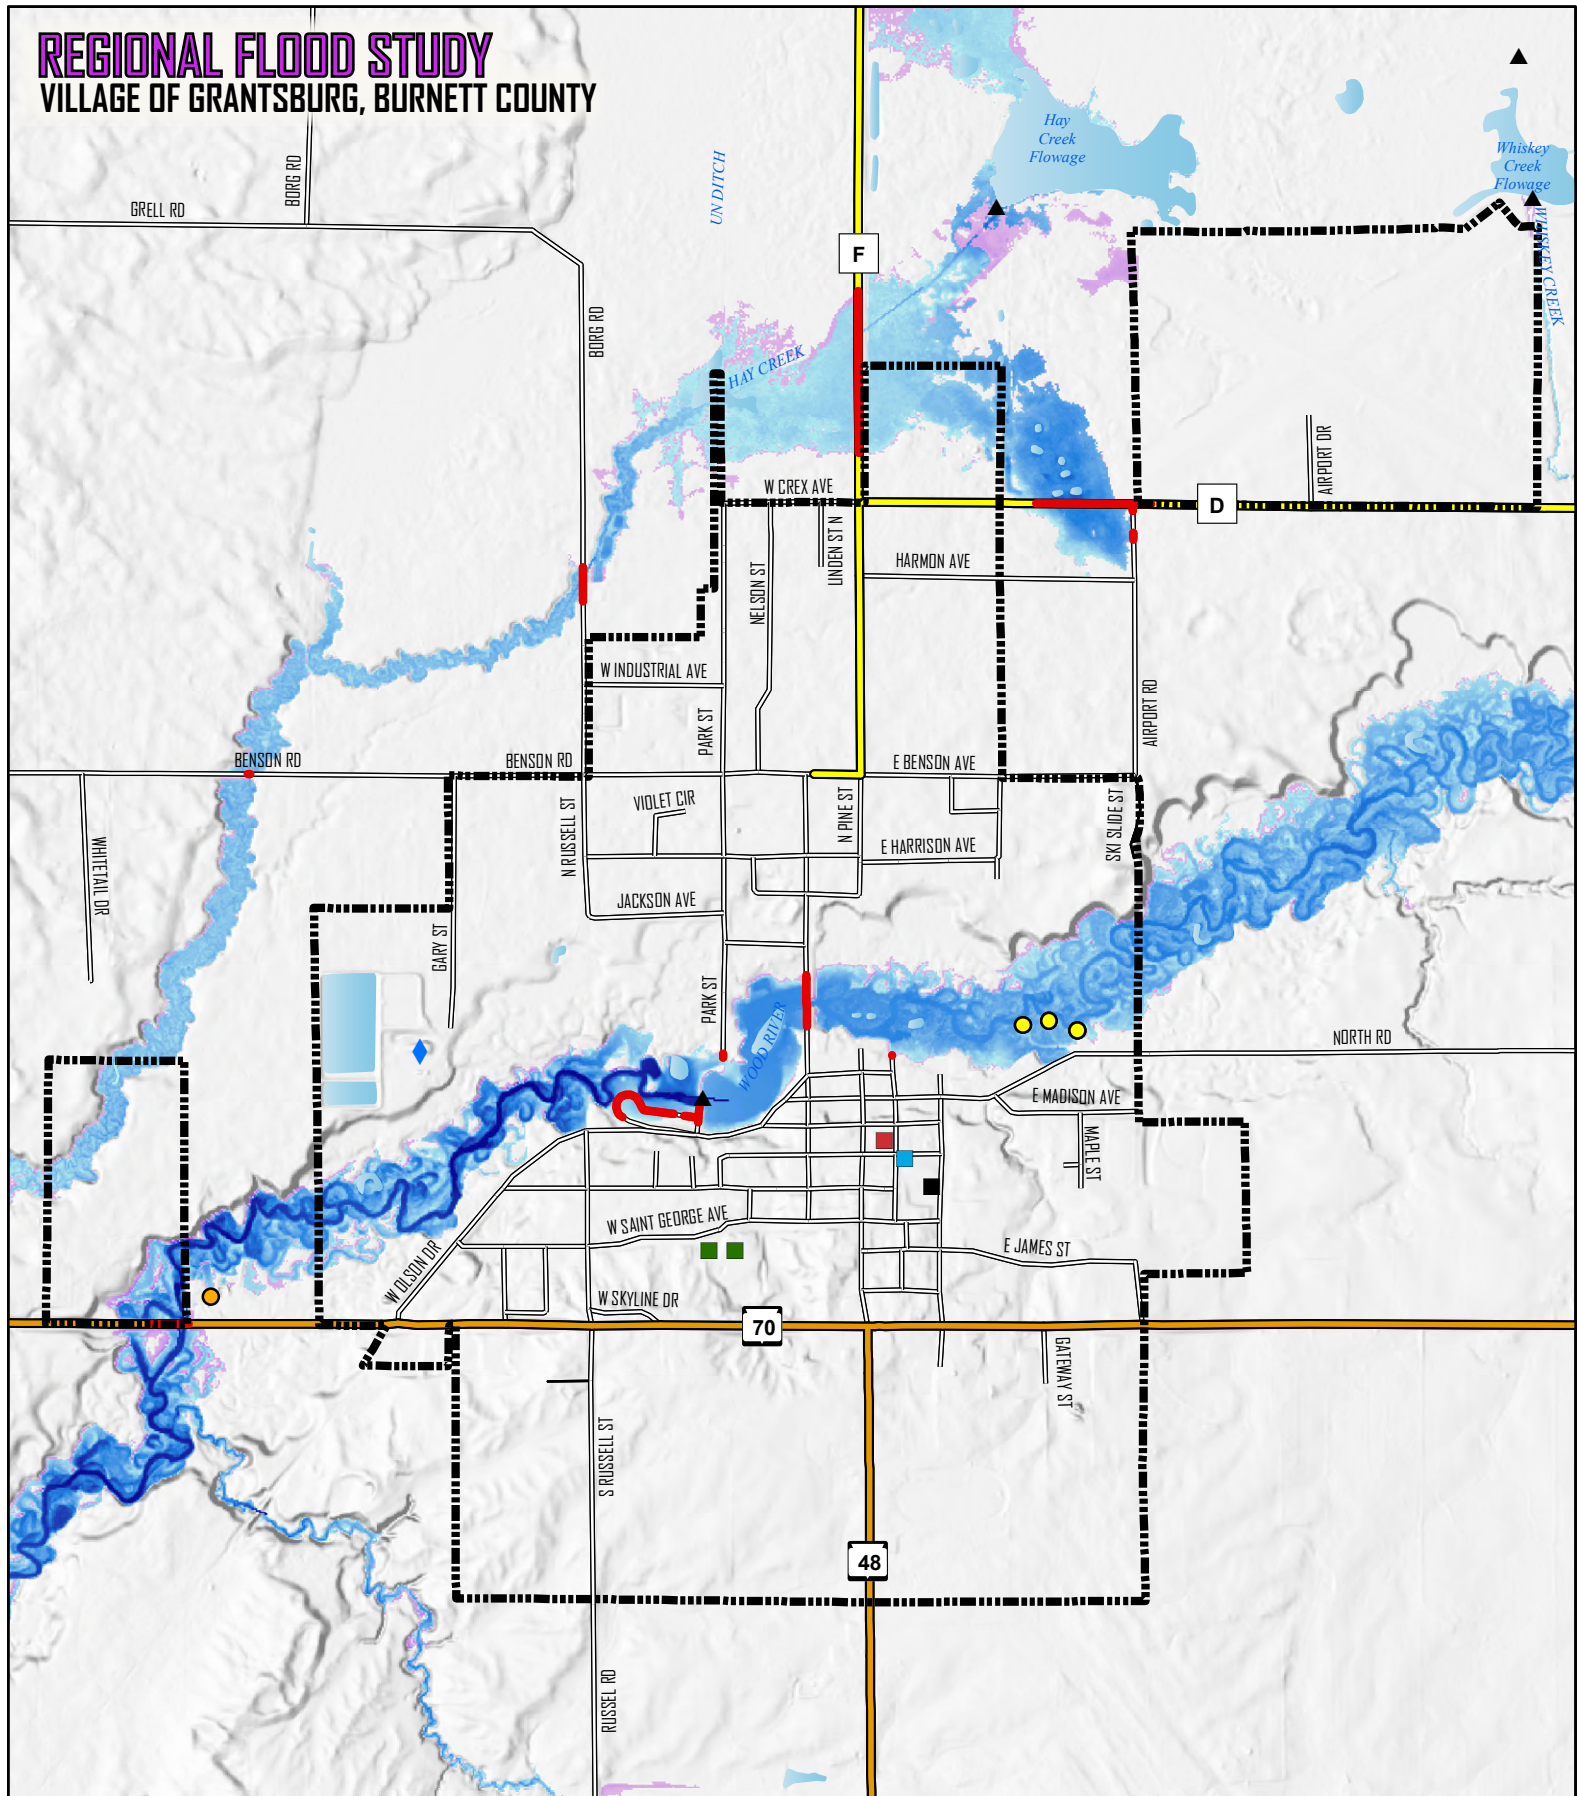 REGIONAL FLOOD STUDY
VILLAGE OF GRANTSBURG, BURNETT COUNTY
Hay
Creek
Flowage
Whiskey
Creek
Flowage
BORG RD
UN DITCH
GRELL RD
WHISKEY CREEK
F
BORG RD
HAY CREEK
AIRPORT DR
W CREX AVE
D
LINDEN ST N
HARMON AVE
NELSON ST
W INDUSTRIAL AVE
PARK ST
AIRPORT RD
BENSON RD
BENSON RD
E BENSON AVE
VIOLET CIR
N PINE ST
SKI SLIDE ST
N RUSSELL ST
E HARRISON AVE
WHITETAIL DR
JACKSON AVE
GARY ST
PARK ST
WOOD RIVER
NORTH RD
E MADISON AVE
MAPLE ST
W SAINT GEORGE AVE
E JAMES ST
W OLSON DR
W SKYLINE DR
70
GATEWAY ST
S RUSSELL ST
48
RUSSEL RD